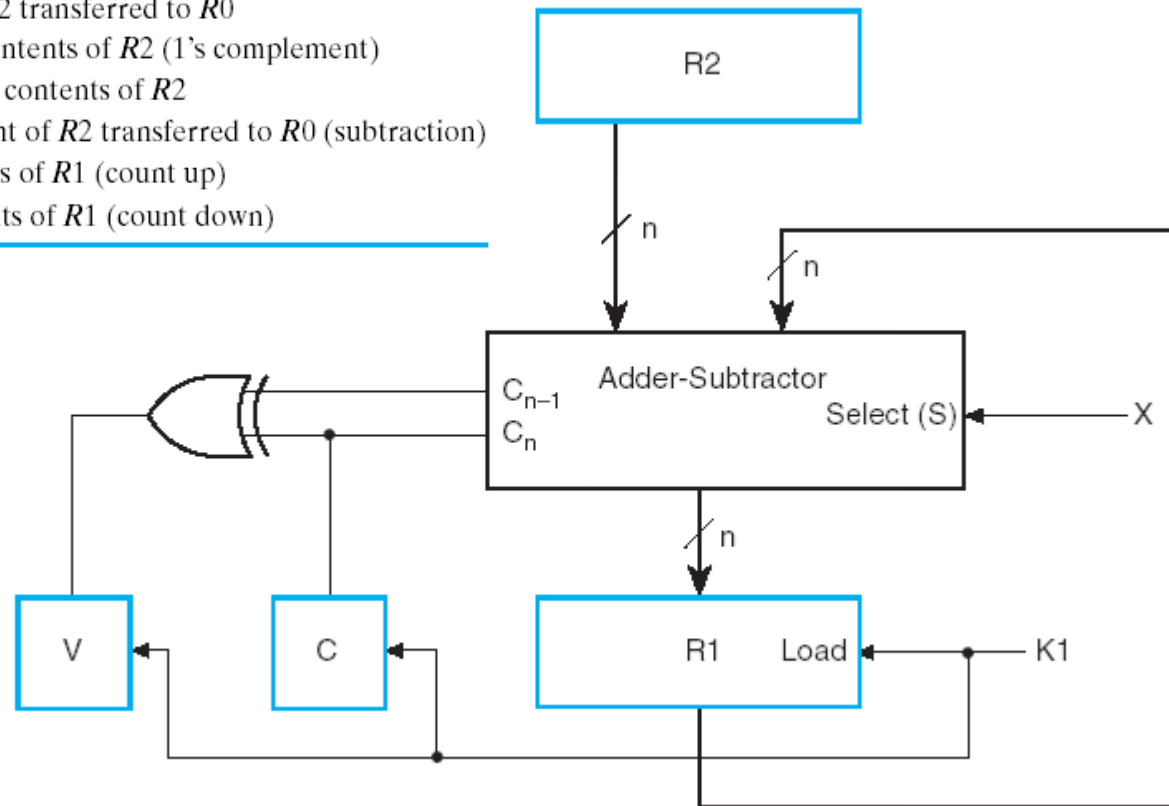 2 transferred to R0
ntents of R2 (1's complement)
contents of R2
nt of R2 transferred to R0 (subtraction)
s of R1 (count up)
ts of R1 (count down)
R2
n
n
Adder-Subtractor
Cn–1
Select (S)
X
Cn
n
V
C
R1
Load
K1